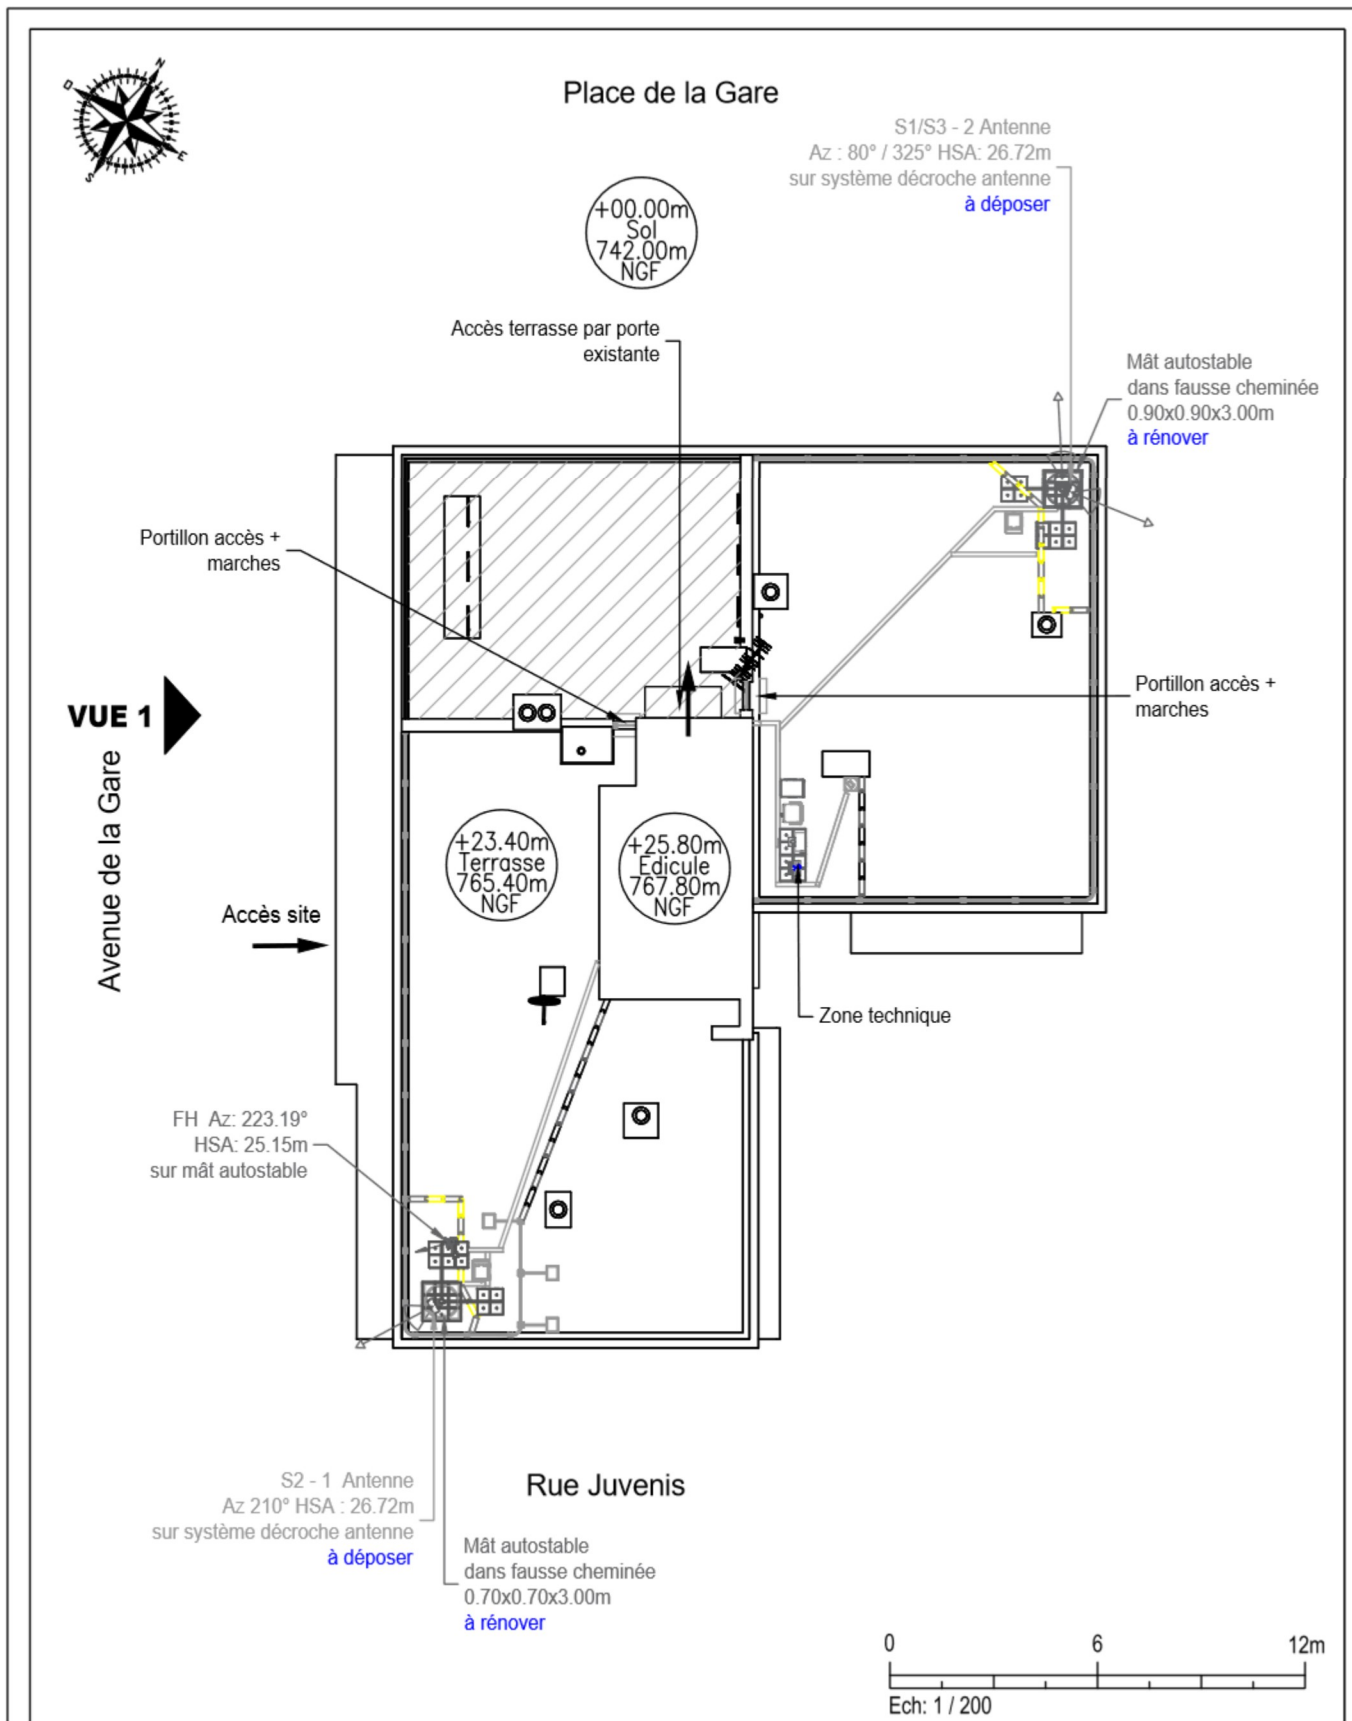 N
O
E
S
Place de la Gare
S1/S3 - 2 Antenne
Az : 80° / 325° HSA: 26.72m
sur système décroche antenne
à déposer
+00.00m
Sol
742.00m
NGF
Accès terrasse par porte
existante
Mât autostable
dans fausse cheminée
0.90x0.90x3.00m
à rénover
Portillon accès +
marches
Portillon accès +
marches
VUE 1
Avenue de la Gare
+23.40m
Terrasse
765.40m
NGF
+25.80m
Edicule
767.80m
NGF
Accès site
Zone technique
FH Az: 223.19°
HSA: 25.15m
sur mât autostable
S2 - 1 Antenne
Az 210° HSA : 26.72m
sur système décroche antenne
à déposer
Rue Juvenis
Mât autostable
dans fausse cheminée
0.70x0.70x3.00m
à rénover
0 6 12m
Ech: 1 / 200